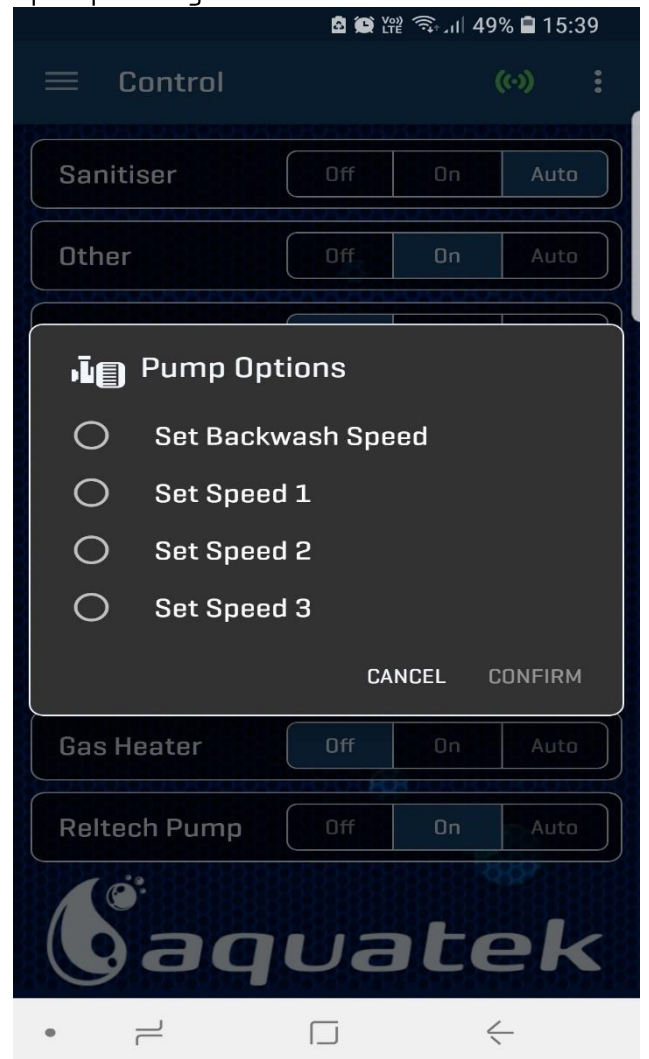 Vo)) LTE 49% 15:39
Control
Sanitiser Off On Auto
Other Off On Auto
Pump Options
Set Backwash Speed
Set Speed 1
Set Speed 2
Set Speed 3
CANCEL CONFIRM
Gas Heater Off On Auto
Reltech Pump Off On Auto
aquatek